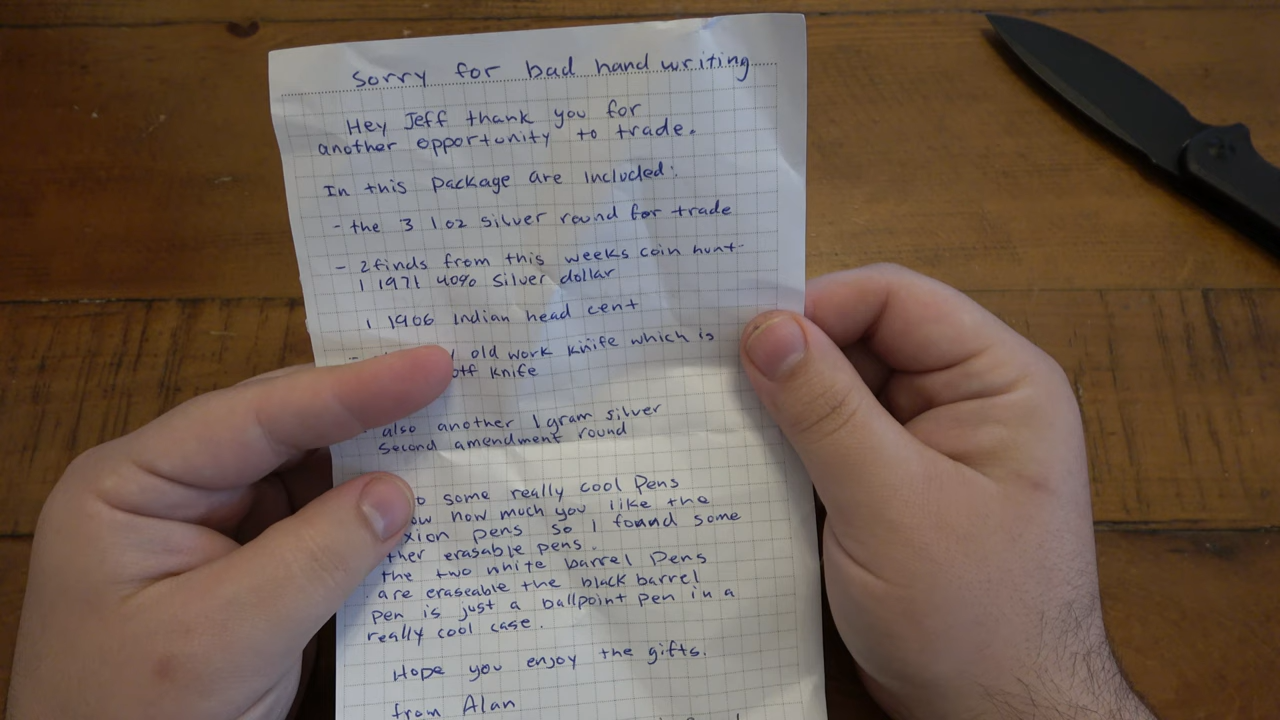 Sorry for bad hand writing
Hey Jeff thank you for
another opportunity to trade.
In this package are included:
- the 3 1 oz silver round for trade
- 2 finds from this weeks coin hunt-
1 1971 40% silver dollar
1 1906 Indian head cent
old work knife which is
off knife
also another 1 gram silver
second amendment round
some really cool pens
how much you like the
pens so I found some
erasable pens.
the two white barrel pens
are eraseable the black barrel
pen is just a ballpoint pen in a
really cool case.
Hope you enjoy the gifts.
from Alan